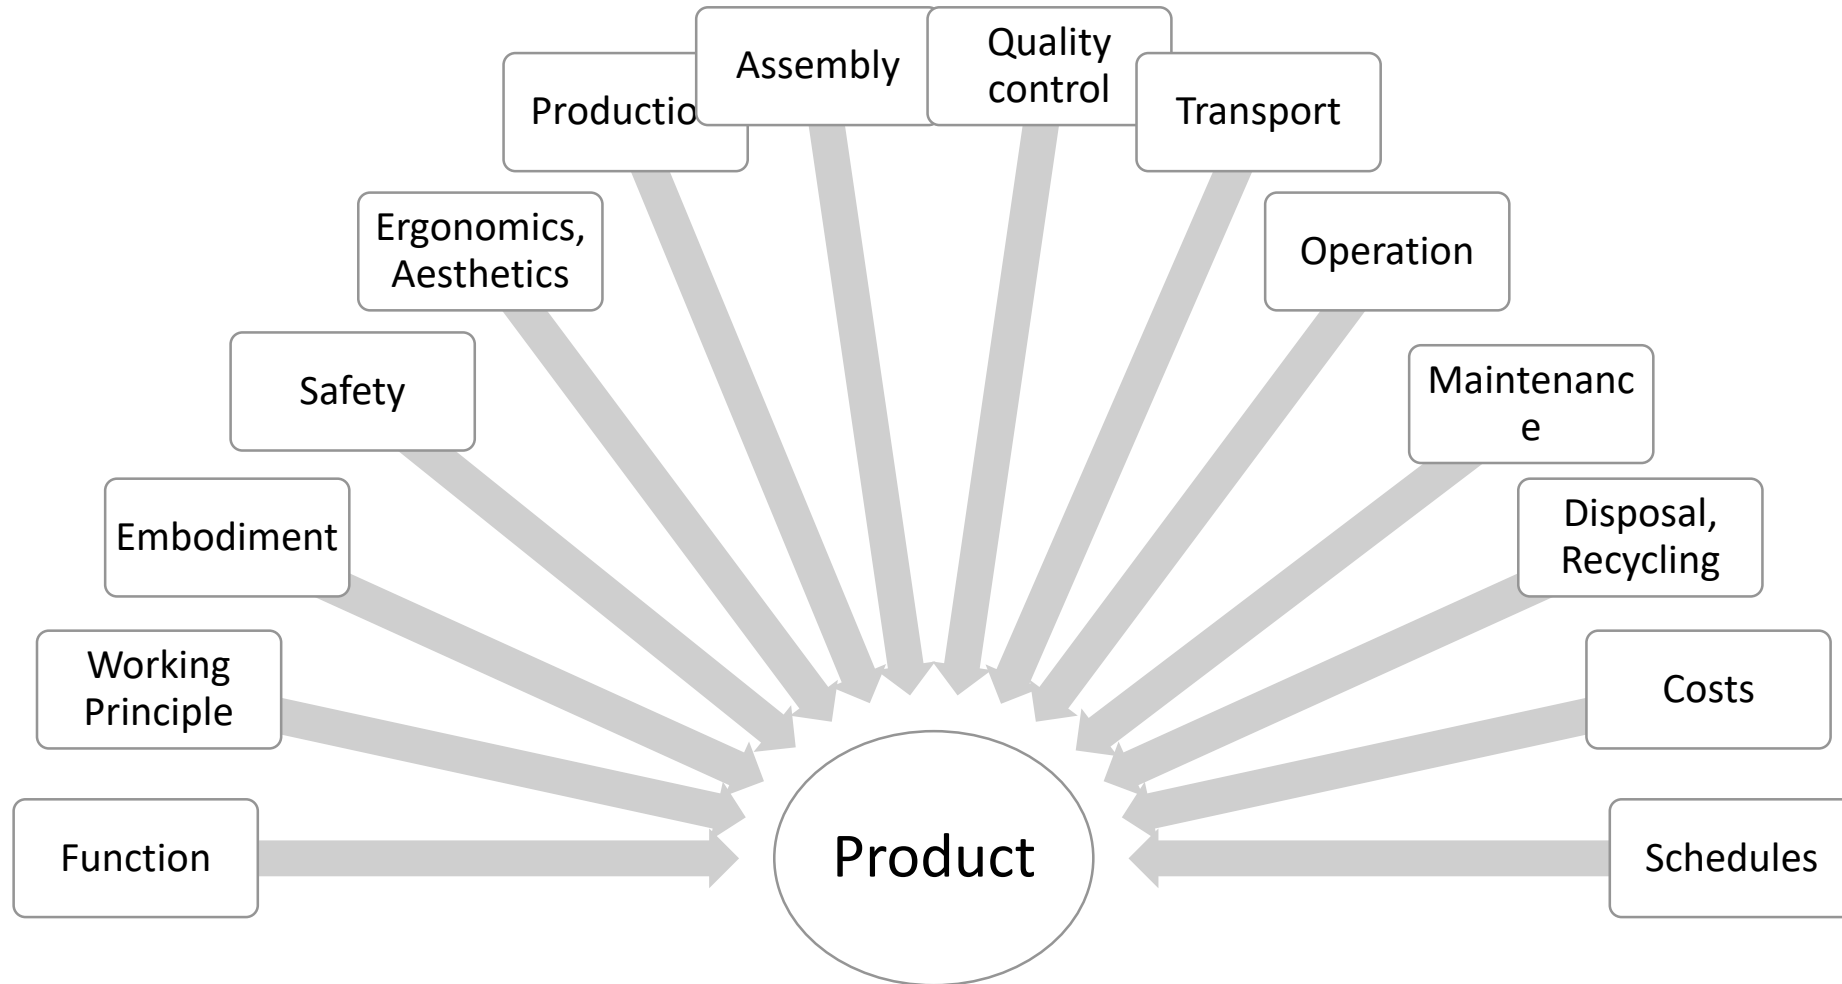 Function
Working
Principle
Embodiment
Safety
Ergonomics,
Aesthetics
Productio
Assembly
Quality
control
Transport
Operation
Maintenanc
e
Disposal,
Recycling
Costs
Schedules
Product